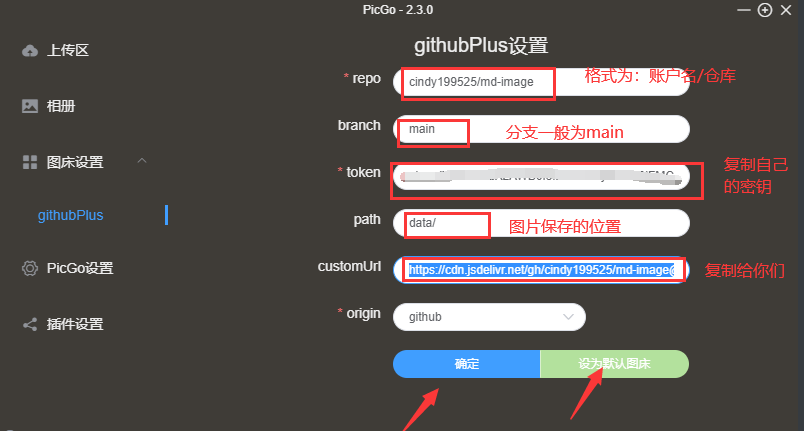 PicGo - 2.3.0
上传区
相册
图床设置
githubPlus
PicGo设置
插件设置
githubPlus设置
* repo
cindy199525/md-image
格式为：账户名/仓库
branch
main
分支一般为main
* token
复制自己
的密钥
path
data/
图片保存的位置
customUrl
https://cdn.jsdelivr.net/gh/cindy199525/md-image@
复制给你们
* origin
github
确定
设为默认图床